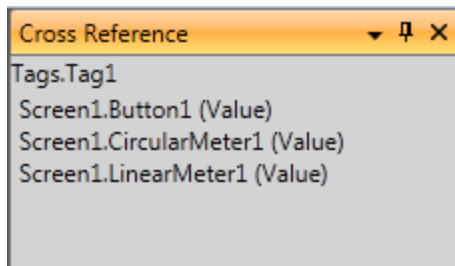 Cross Reference
Tags.Tag1
Screen1.Button1 (Value)
Screen1.CircularMeter1 (Value)
Screen1.LinearMeter1 (Value)